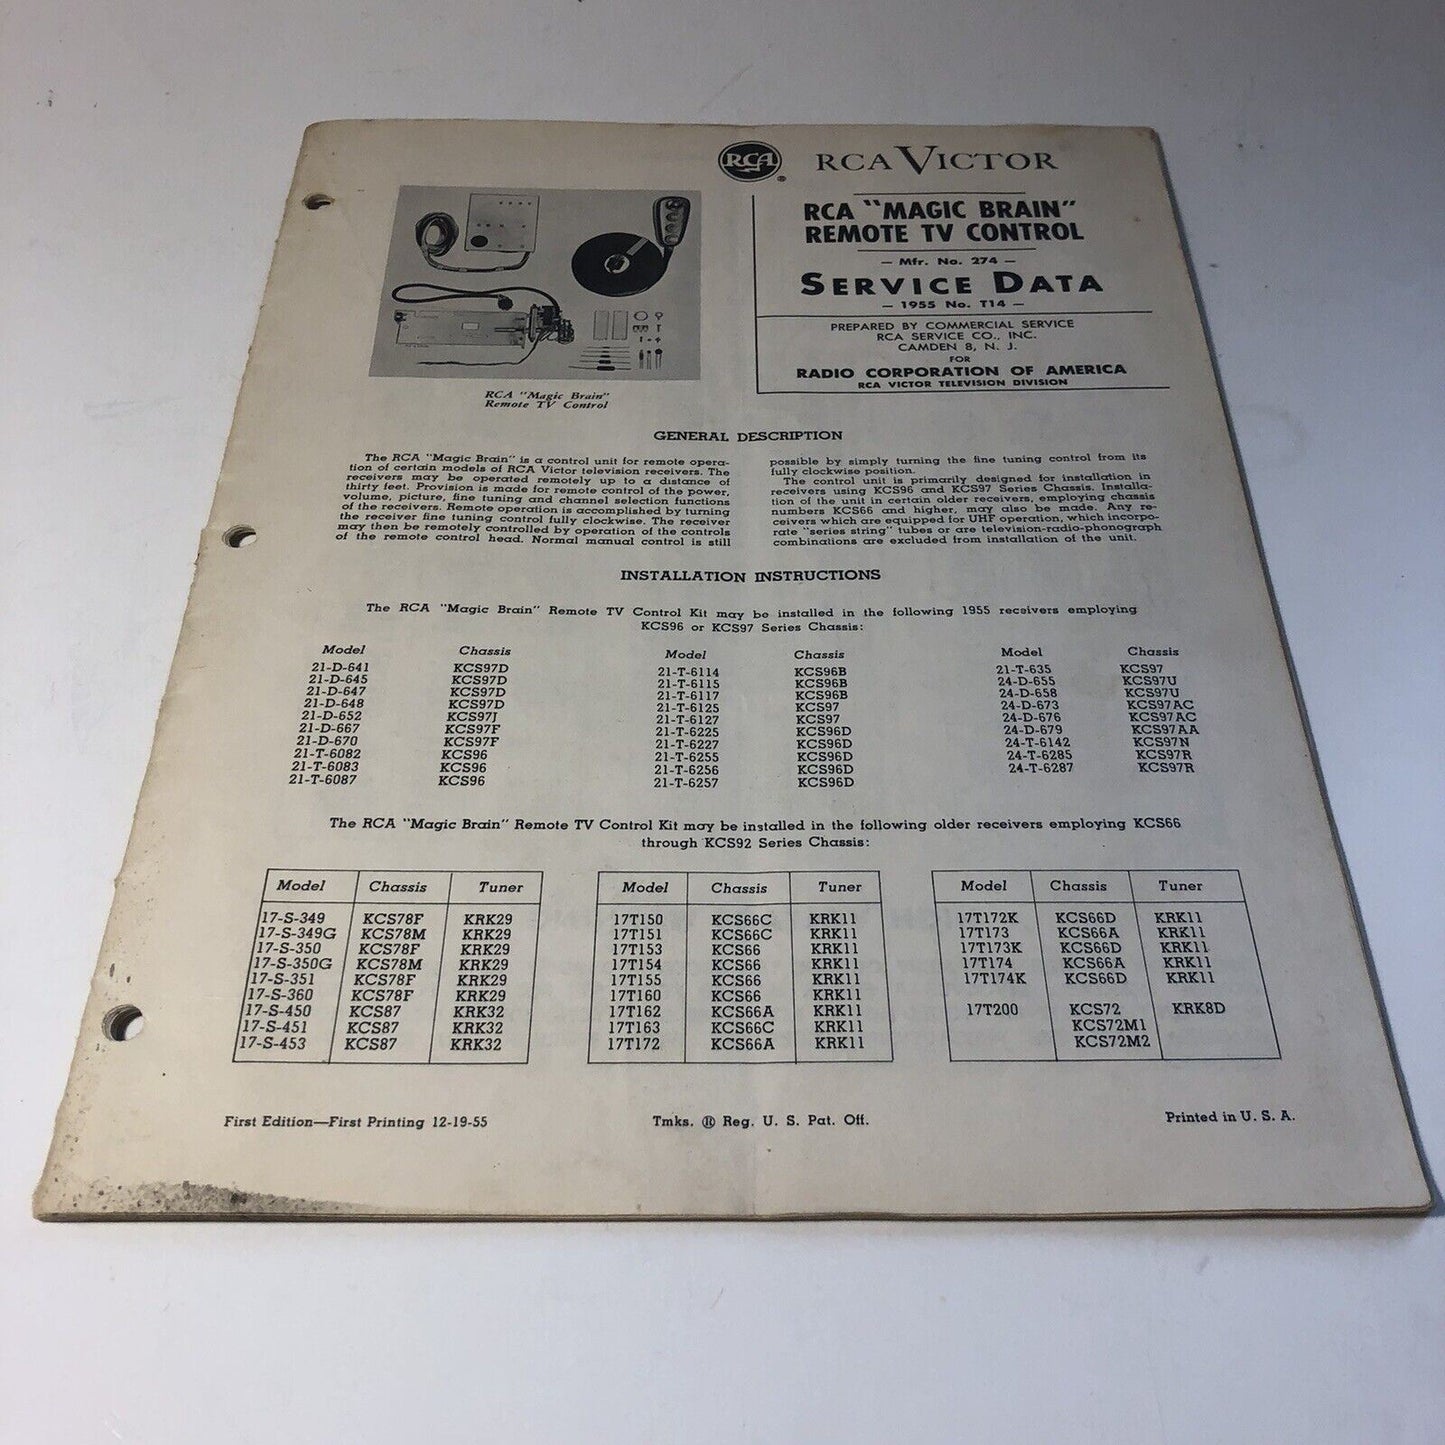 RCA ® RCA VICTOR
RCA "MAGIC BRAIN"
REMOTE TV CONTROL
— Mfr. No. 274 —
SERVICE DATA
— 1955 No. T14 —
PREPARED BY COMMERCIAL SERVICE
RCA SERVICE CO., INC.
CAMDEN 8, N. J.
FOR
RADIO CORPORATION OF AMERICA
RCA VICTOR TELEVISION DIVISION
RCA "Magic Brain"
Remote TV Control
GENERAL DESCRIPTION
The RCA "Magic Brain" is a control unit for remote opera-
tion of certain models of RCA Victor television receivers. The
receivers may be operated remotely up to a distance of
thirty feet. Provision is made for remote control of the power,
volume, picture, fine tuning and channel selection functions
of the receivers. Remote operation is accomplished by turning
the receiver fine tuning control fully clockwise. The receiver
may then be remotely controlled by operation of the controls
of the remote control head. Normal manual control is still
possible by simply turning the fine tuning control from its
fully clockwise position.
The control unit is primarily designed for installation in
receivers using KCS96 and KCS97 Series Chassis. Installa-
tion of the unit in certain older receivers, employing chassis
numbers KCS66 and higher, may also be made. Any re-
ceivers which are equipped for UHF operation, which incorpo-
rate "series string" tubes or are television-radio-phonograph
combinations are excluded from installation of the unit.
INSTALLATION INSTRUCTIONS
The RCA "Magic Brain" Remote TV Control Kit may be installed in the following 1955 receivers employing
KCS96 or KCS97 Series Chassis:
Model Chassis
21-D-641 KCS97D
21-D-645 KCS97D
21-D-647 KCS97D
21-D-648 KCS97D
21-D-652 KCS97J
21-D-667 KCS97F
21-D-670 KCS97F
21-T-6082 KCS96
21-T-6083 KCS96
21-T-6087 KCS96
Model Chassis
21-T-6114 KCS96B
21-T-6115 KCS96B
21-T-6117 KCS96B
21-T-6125 KCS97
21-T-6127 KCS97
21-T-6225 KCS96D
21-T-6227 KCS96D
21-T-6255 KCS96D
21-T-6256 KCS96D
21-T-6257 KCS96D
Model Chassis
21-T-635 KCS97
24-D-655 KCS97U
24-D-658 KCS97U
24-D-673 KCS97AC
24-D-676 KCS97AC
24-D-679 KCS97AA
24-T-6142 KCS97N
24-T-6285 KCS97R
24-T-6287 KCS97R
The RCA "Magic Brain" Remote TV Control Kit may be installed in the following older receivers employing KCS66
through KCS92 Series Chassis:
Model Chassis Tuner
17-S-349 KCS78F KRK29
17-S-349G KCS78M KRK29
17-S-350 KCS78F KRK29
17-S-350G KCS78M KRK29
17-S-351 KCS78F KRK29
17-S-360 KCS78F KRK29
17-S-450 KCS87 KRK32
17-S-451 KCS87 KRK32
17-S-453 KCS87 KRK32
Model Chassis Tuner
17T150 KCS66C KRK11
17T151 KCS66C KRK11
17T153 KCS66 KRK11
17T154 KCS66 KRK11
17T155 KCS66 KRK11
17T160 KCS66 KRK11
17T162 KCS66A KRK11
17T163 KCS66C KRK11
17T172 KCS66A KRK11
Model Chassis Tuner
17T172K KCS66D KRK11
17T173 KCS66A KRK11
17T173K KCS66D KRK11
17T174 KCS66A KRK11
17T174K KCS66D KRK11
17T200 KCS72 KRK8D
KCS72M1
KCS72M2
First Edition—First Printing 12-19-55
Tmks. ® Reg. U. S. Pat. Off.
Printed in U. S. A.